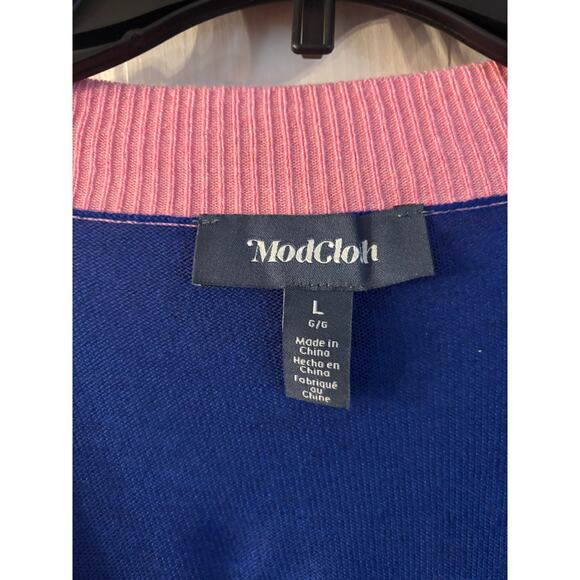 ModCloth
L
G/G
Made in
China
Hecho en
China
Fabriqué
au
Chine